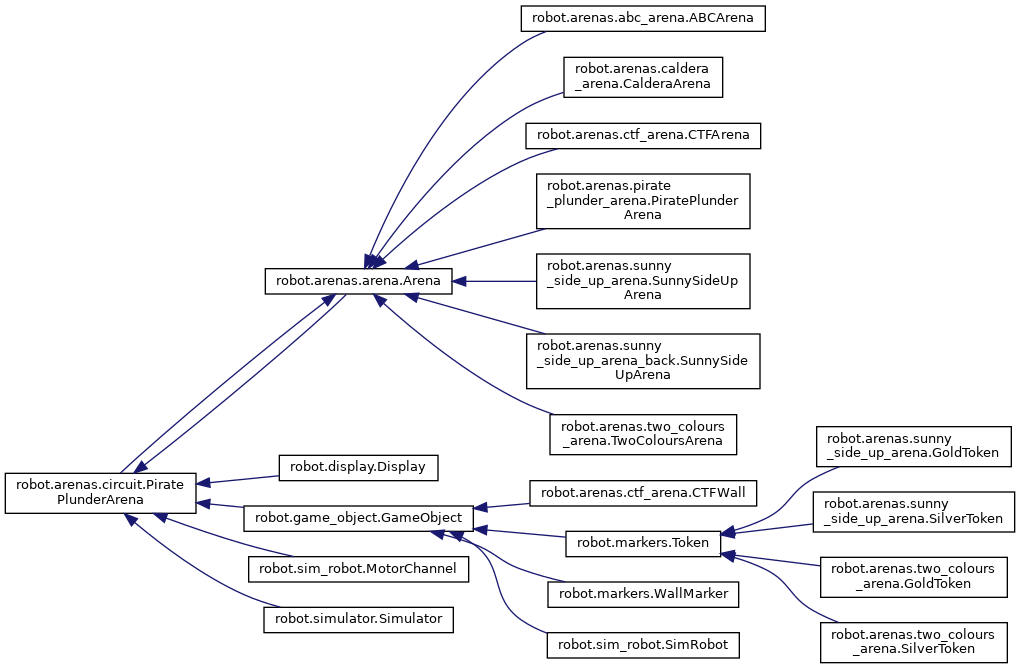 robot.arenas.abc_arena.ABCArena
robot.arenas.caldera
_arena.CalderaArena
robot.arenas.ctf_arena.CTFArena
robot.arenas.pirate
_plunder_arena.PiratePlunder
Arena
robot.arenas.arena.Arena
robot.arenas.sunny
_side_up_arena.SunnySideUp
Arena
robot.arenas.sunny
_side_up_arena_back.SunnySide
UpArena
robot.arenas.two_colours
_arena.TwoColoursArena
robot.arenas.circuit.Pirate
PlunderArena
robot.display.Display
robot.game_object.GameObject
robot.sim_robot.MotorChannel
robot.simulator.Simulator
robot.arenas.ctf_arena.CTFWall
robot.markers.Token
robot.markers.WallMarker
robot.sim_robot.SimRobot
robot.arenas.sunny
_side_up_arena.GoldToken
robot.arenas.sunny
_side_up_arena.SilverToken
robot.arenas.two_colours
_arena.GoldToken
robot.arenas.two_colours
_arena.SilverToken